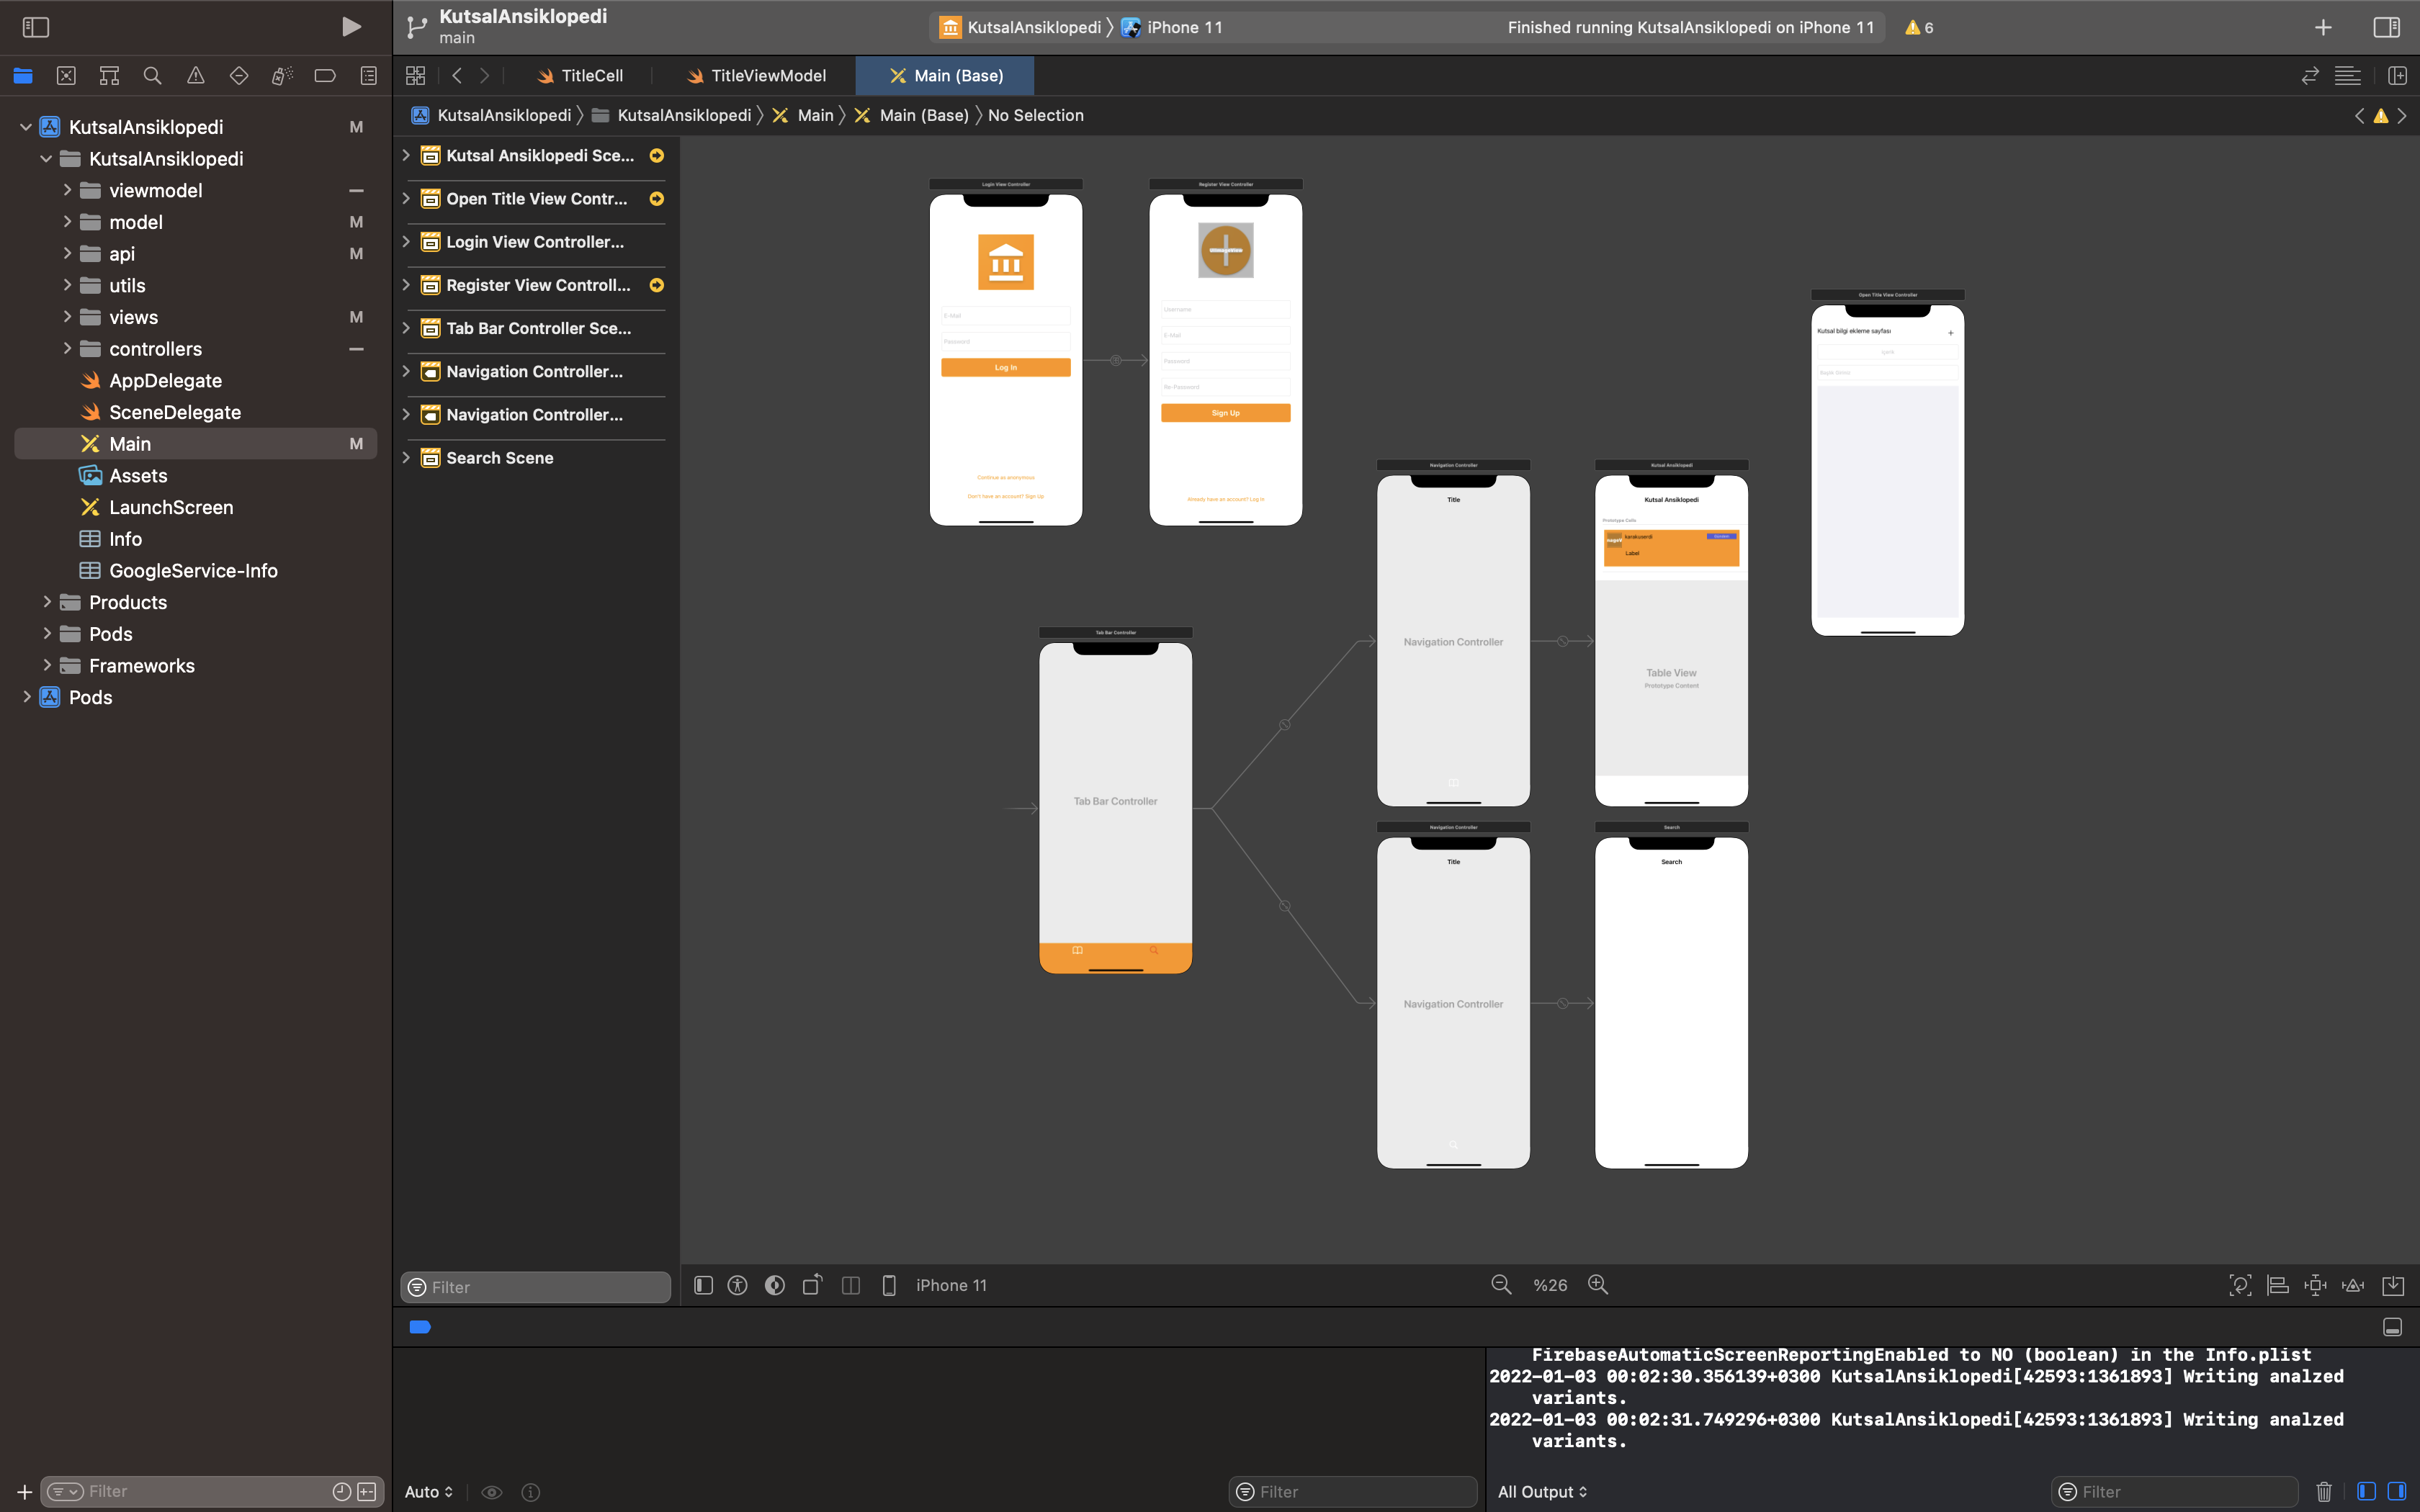 KutsalAnsiklopedi
main
KutsalAnsiklopedi
iPhone 11
Finished running KutsalAnsiklopedi on iPhone 11
6
TitleCell
TitleViewModel
Main (Base)
KutsalAnsiklopedi
KutsalAnsiklopedi
Main
Main (Base)
No Selection
KutsalAnsiklopedi M
KutsalAnsiklopedi
viewmodel
model M
api M
utils
views M
controllers
AppDelegate
SceneDelegate
Main M
Assets
LaunchScreen
Info
GoogleService-Info
Products
Pods
Frameworks
Pods
Filter
Kutsal Ansiklopedi Sce...
Open Title View Contr...
Login View Controller...
Register View Controll...
Tab Bar Controller Sce...
Navigation Controller...
Navigation Controller...
Search Scene
Filter
Login View Controller
E-Mail
Password
Log In
Continue as anonymous
Don't have an account? Sign Up
Register View Controller
Username
E-Mail
Password
Re-Password
Sign Up
Already have an account? Log In
Open Title View Controller
Kutsal bilgi ekleme sayfası
+
içerik
Başlık Giriniz
Navigation Controller
Title
Navigation Controller
Kutsal Ansiklopedi
Kutsal Ansiklopedi
Prototype Cells
karakusemli
Label
Table View
Prototype Content
Tab Bar Controller
Tab Bar Controller
Navigation Controller
Title
Navigation Controller
Search
Search
iPhone 11
%26
FirebaseAutomaticScreenReportingEnabled to NO (boolean) in the Info.plist
2022-01-03 00:02:30.356139+0300 KutsalAnsiklopedi[42593:1361893] Writing analzed
variants.
2022-01-03 00:02:31.749296+0300 KutsalAnsiklopedi[42593:1361893] Writing analzed
variants.
Auto
Filter
All Output
Filter